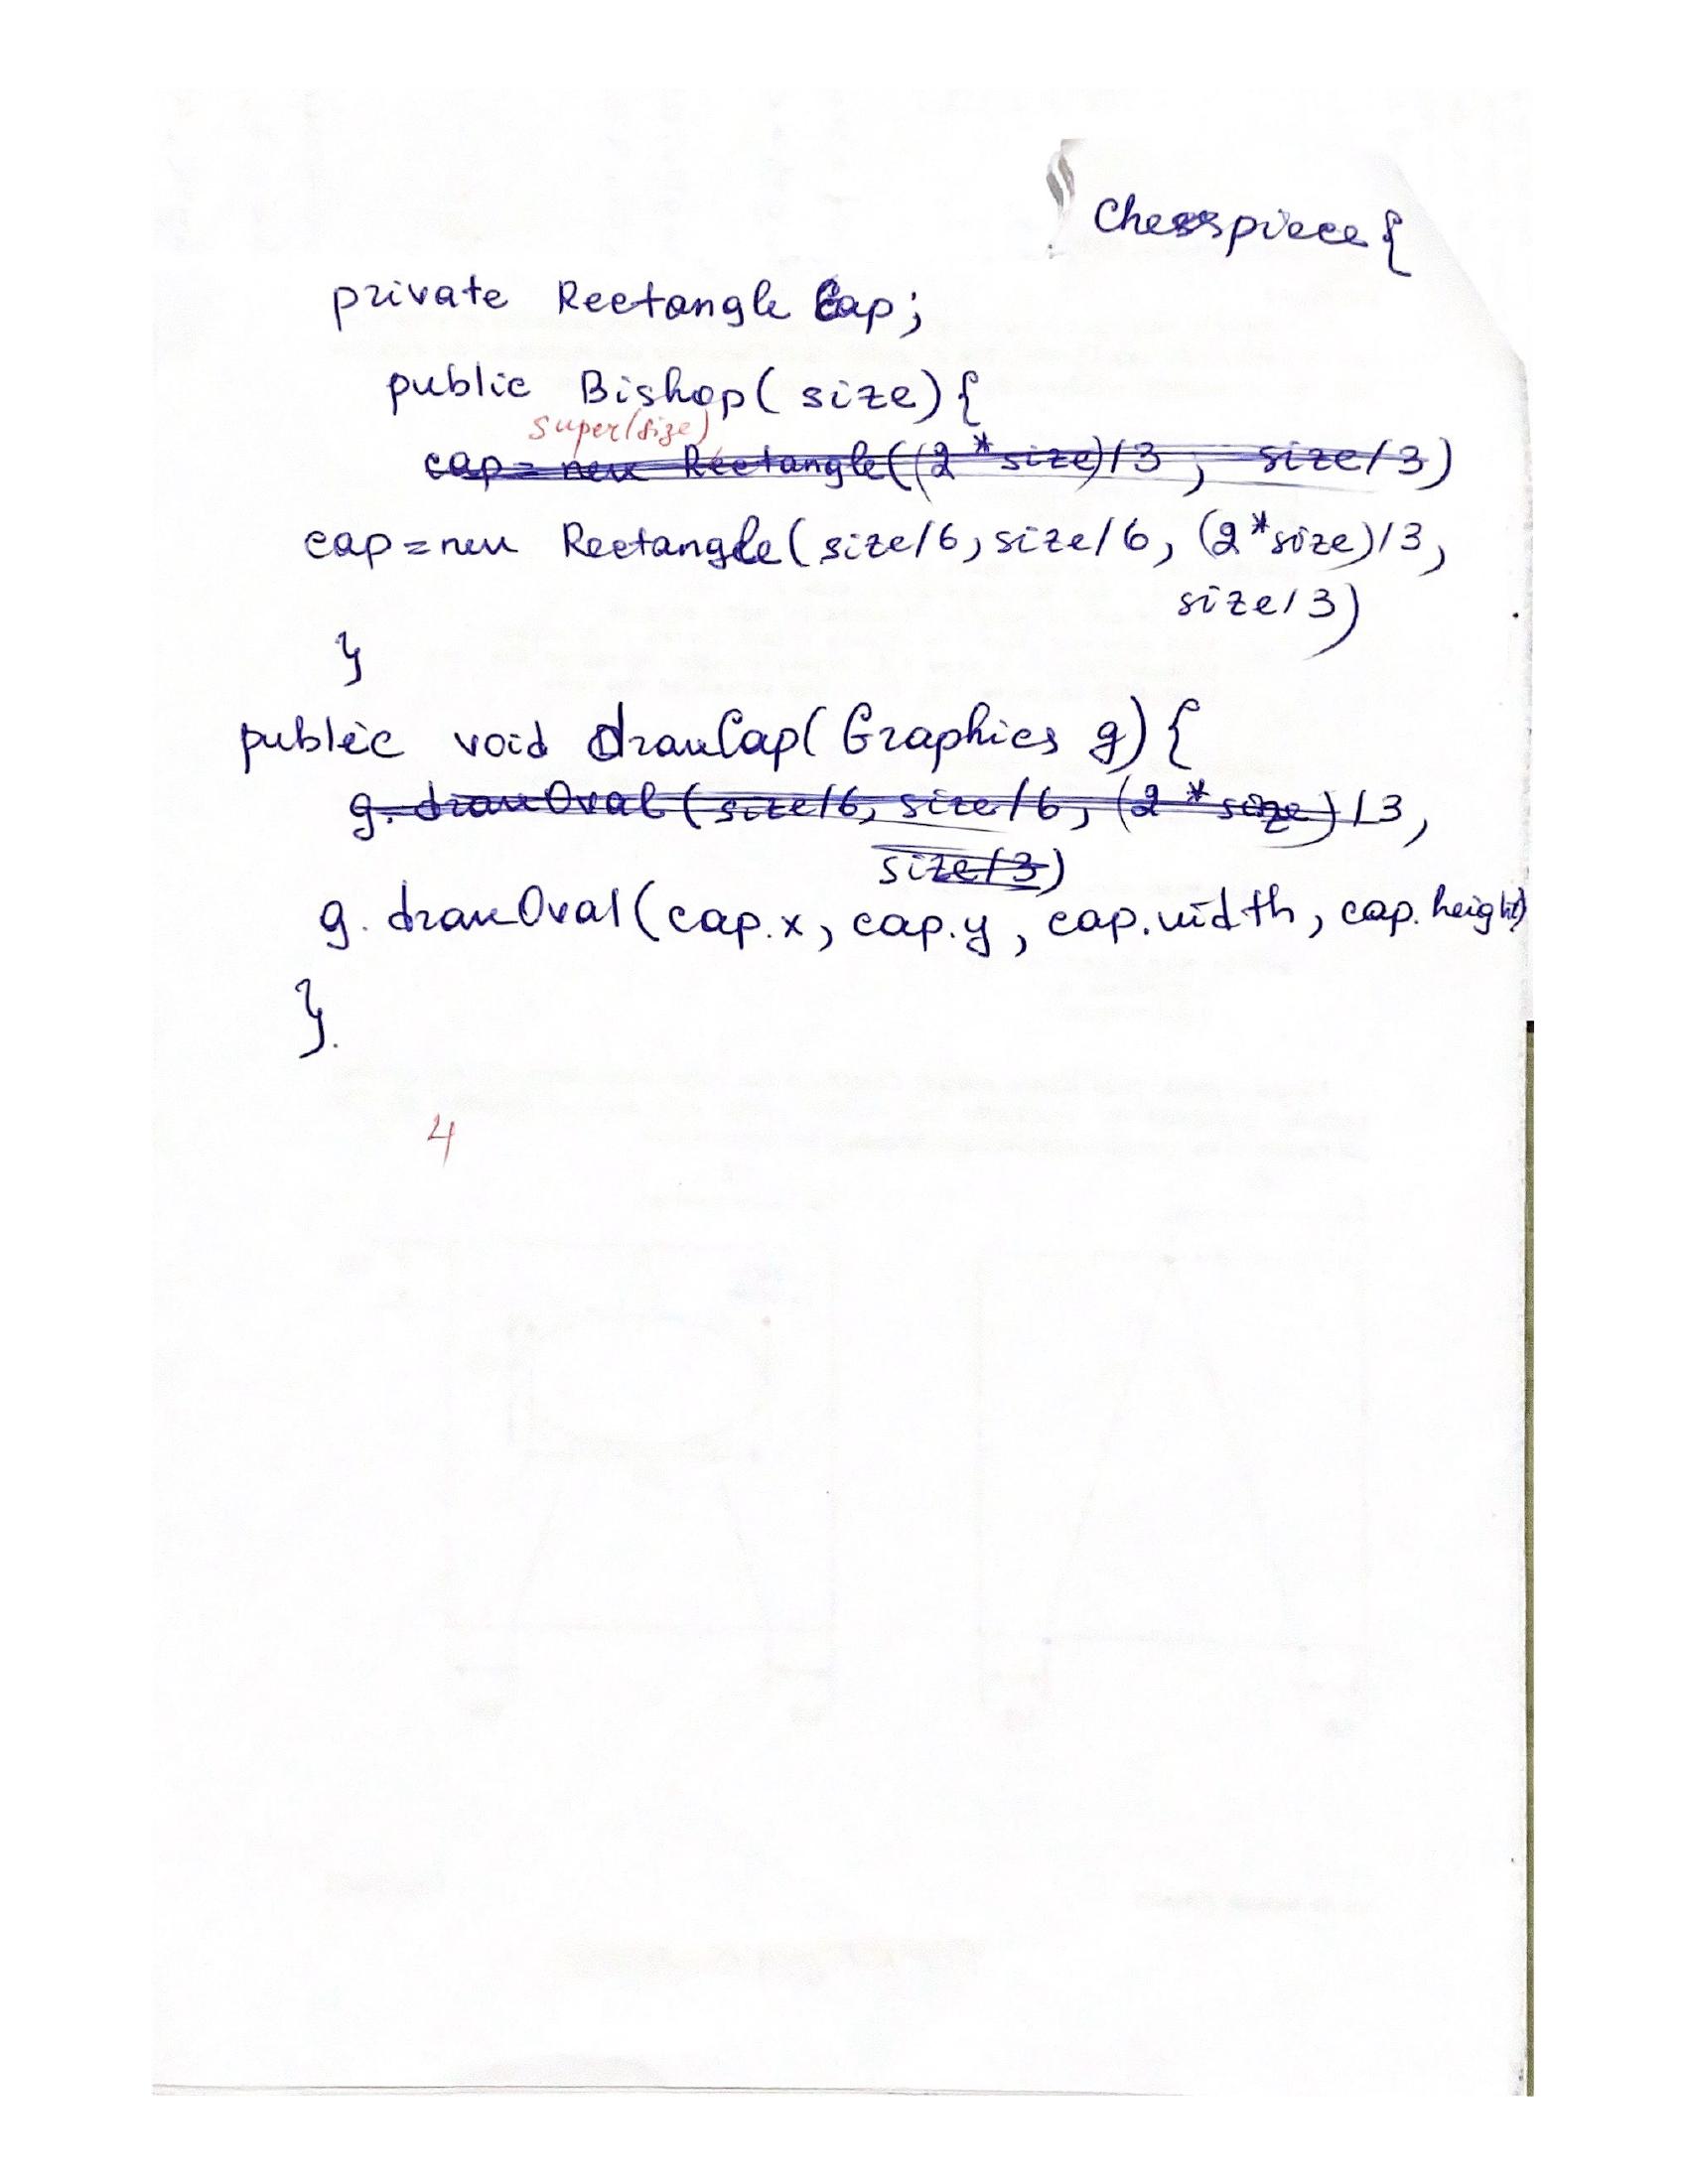 Chesspiece {
private Rectangle Cap;
public Bishop( size) {
super(size)
cap = new Rectangle((2*size)/3, size/3)
cap = new Rectangle( size/6, size/6, (2*size)/3,
size/3)
}
public void drawCap( Graphics g) {
g. drawOval ( size/6, size/6, (2 * size)/3,
size/3)
g. drawOval (cap.x, cap.y, cap.width, cap.height)
}.
4